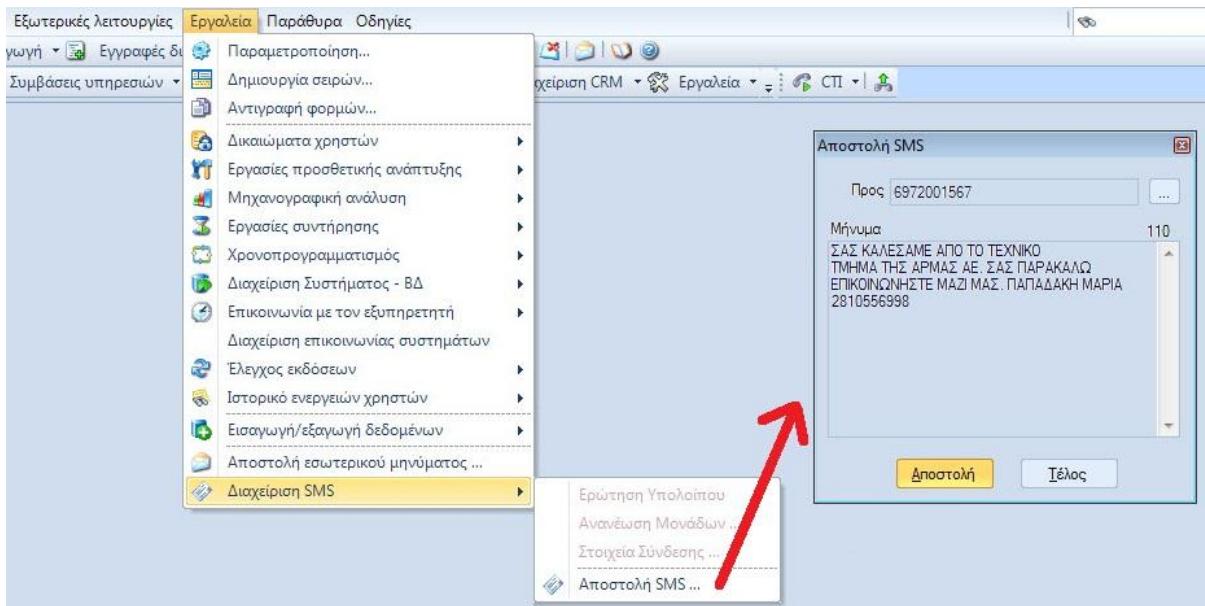 Εξωτερικές λειτουργίες Εργαλεία Παράθυρα Οδηγίες
γωγή Εγγραφές δι
Συμβάσεις υπηρεσιών χείριση CRM Εργαλεία CTI
Παραμετροποίηση...
Δημιουργία σειρών...
Αντιγραφή φορμών...
Δικαιώματα χρηστών
Εργασίες προσθετικής ανάπτυξης
Μηχανογραφική ανάλυση
Εργασίες συντήρησης
Χρονοπρογραμματισμός
Διαχείριση Συστήματος - ΒΔ
Επικοινωνία με τον εξυπηρετητή
Διαχείριση επικοινωνίας συστημάτων
Έλεγχος εκδόσεων
Ιστορικό ενεργειών χρηστών
Εισαγωγή/εξαγωγή δεδομένων
Αποστολή εσωτερικού μηνύματος ...
Διαχείριση SMS
Ερώτηση Υπολοίπου
Ανανέωση Μονάδων ...
Στοιχεία Σύνδεσης ...
Αποστολή SMS ...
Αποστολή SMS
Προς 6972001567 ...
Μήνυμα 110
ΣΑΣ ΚΑΛΕΣΑΜΕ ΑΠΟ ΤΟ ΤΕΧΝΙΚΟ
ΤΜΗΜΑ ΤΗΣ ΑΡΜΑΣ ΑΕ. ΣΑΣ ΠΑΡΑΚΑΛΩ
ΕΠΙΚΟΙΝΩΝΗΣΤΕ ΜΑΖΙ ΜΑΣ. ΠΑΠΑΔΑΚΗ ΜΑΡΙΑ
2810556998
Αποστολή Τέλος